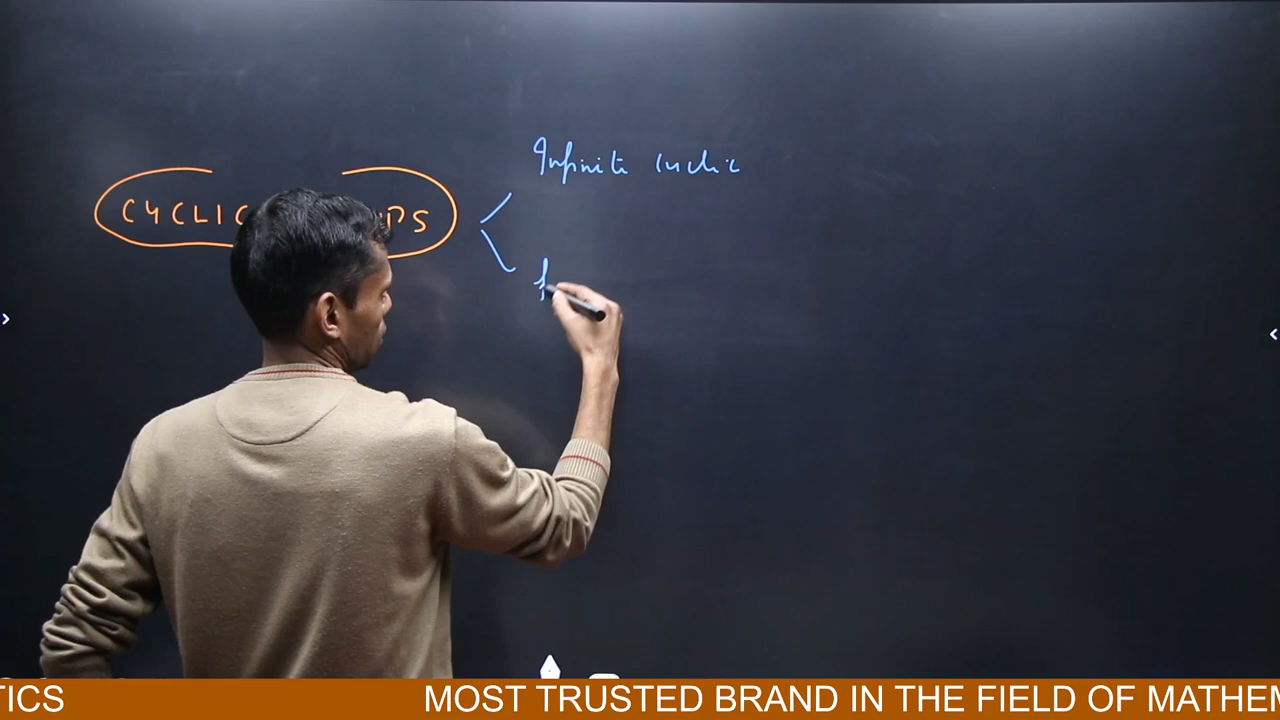 Infinite cyclic
CYCLIC PS
f
TICS MOST TRUSTED BRAND IN THE FIELD OF MATHEM